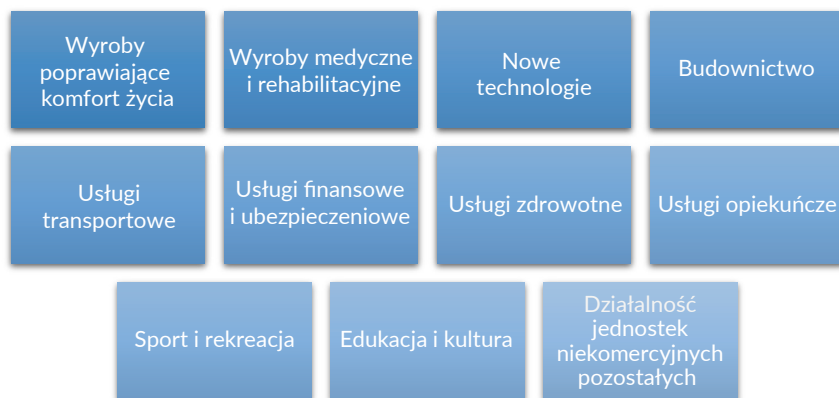 Wyroby
poprawiające
komfort życia
Wyroby medyczne
i rehabilitacyjne
Nowe
technologie
Budownictwo
Usługi
transportowe
Usługi finansowe
i ubezpieczeniowe
Usługi zdrowotne
Usługi opiekuńcze
Sport i rekreacja
Edukacja i kultura
Działalność
jednostek
niekomercyjnych
pozostałych